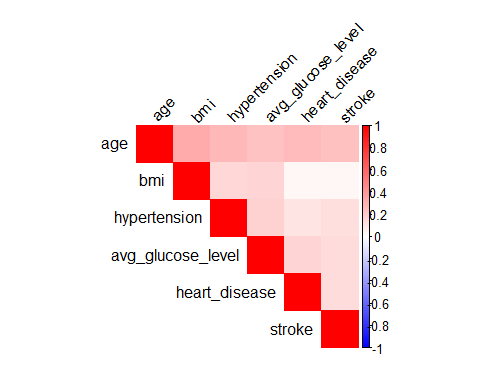 age
bmi
hypertension
avg_glucose_level
heart_disease
stroke
age
bmi
hypertension
avg_glucose_level
heart_disease
stroke
1
0.8
0.6
0.4
0.2
0
-0.2
-0.4
-0.6
-0.8
-1